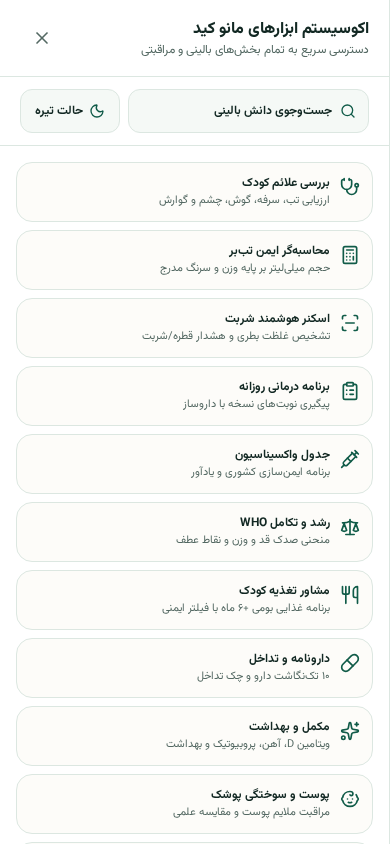 اکوسیستم ابزارهای مانو کید
دسترسی سریع به تمام بخش‌های بالینی و مراقبتی
جست‌وجوی دانش بالینی
حالت تیره
بررسی علائم کودک
ارزیابی تب، سرفه، گوش، چشم و گوارش
محاسبه‌گر ایمن تب‌بر
حجم میلی‌لیتر بر پایه وزن و سرنگ مدرج
اسکنر هوشمند شربت
تشخیص غلظت بطری و هشدار قطره/شربت
برنامه درمانی روزانه
پیگیری نوبت‌های نسخه با داروساز
جدول واکسیناسیون
برنامه ایمن‌سازی کشوری و یادآور
رشد و تکامل WHO
منحنی صدک قد و وزن و نقاط عطف
مشاور تغذیه کودک
برنامه غذایی بومی +۶ ماه با فیلتر ایمنی
دارونامه و تداخل
۱۰ تک‌نگاشت دارو و چک تداخل
مکمل و بهداشت
ویتامین D، آهن، پروبیوتیک و بهداشت
پوست و سوختگی پوشک
مراقبت ملایم پوست و مقایسه علمی